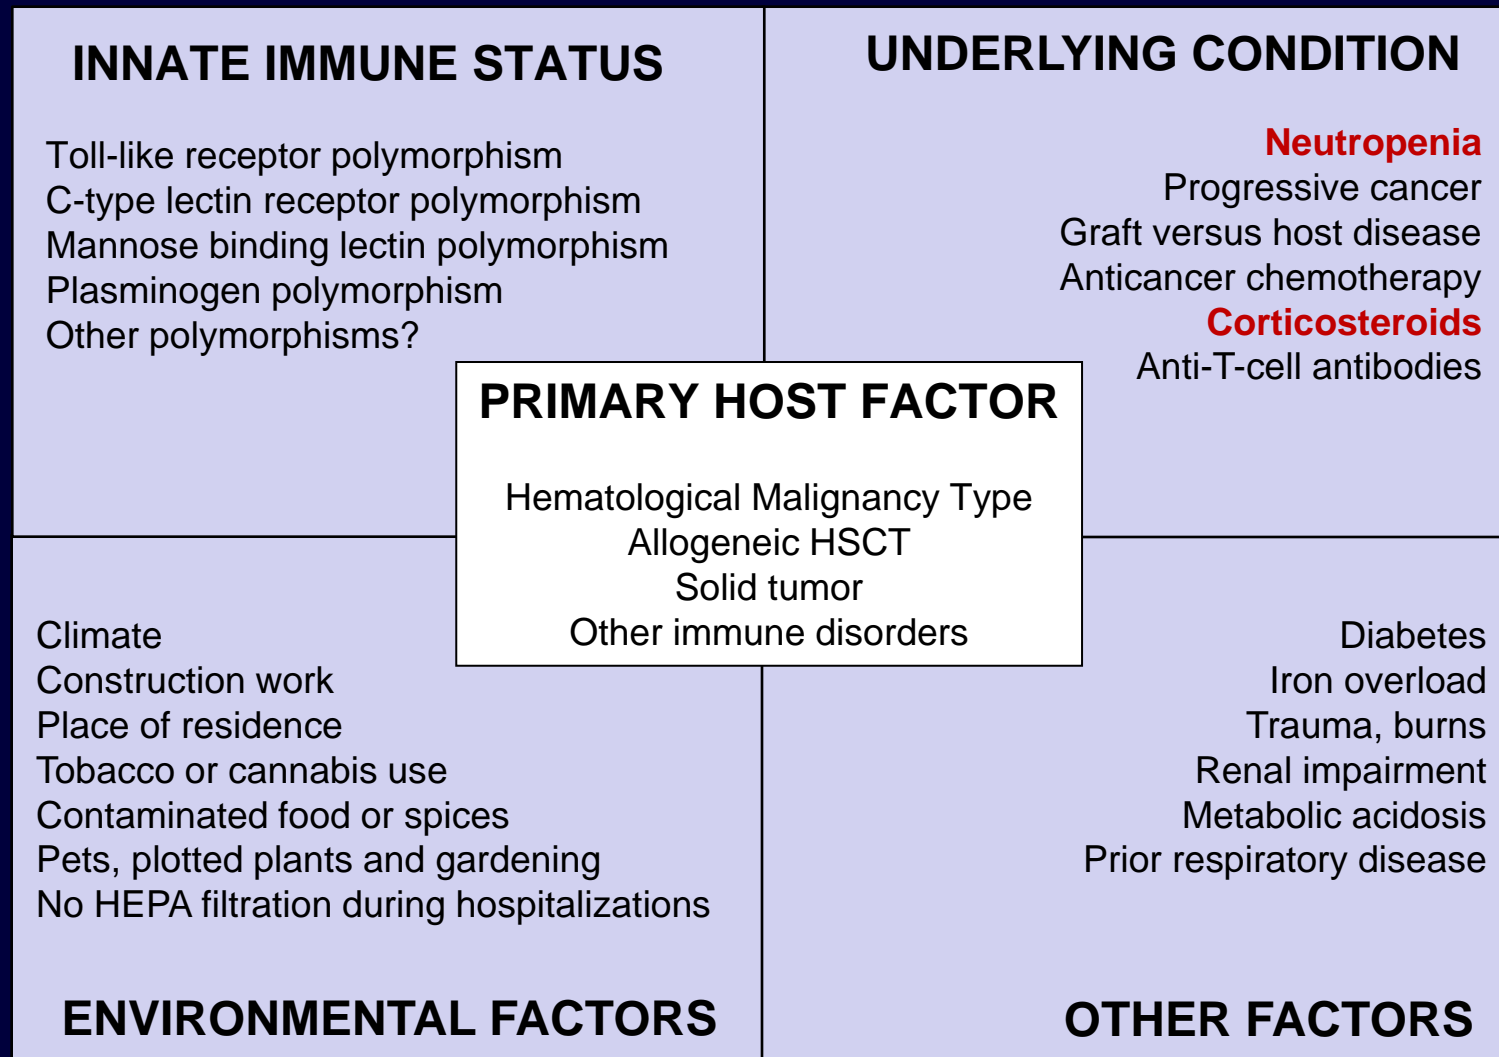 INNATE IMMUNE STATUS
Toll-like receptor polymorphism
C-type lectin receptor polymorphism
Mannose binding lectin polymorphism
Plasminogen polymorphism
Other polymorphisms?
UNDERLYING CONDITION
Neutropenia
Progressive cancer
Graft versus host disease
Anticancer chemotherapy
Corticosteroids
Anti-T-cell antibodies
PRIMARY HOST FACTOR
Hematological Malignancy Type
Allogeneic HSCT
Solid tumor
Other immune disorders
Climate
Construction work
Place of residence
Tobacco or cannabis use
Contaminated food or spices
Pets, plotted plants and gardening
No HEPA filtration during hospitalizations
ENVIRONMENTAL FACTORS
Diabetes
Iron overload
Trauma, burns
Renal impairment
Metabolic acidosis
Prior respiratory disease
OTHER FACTORS